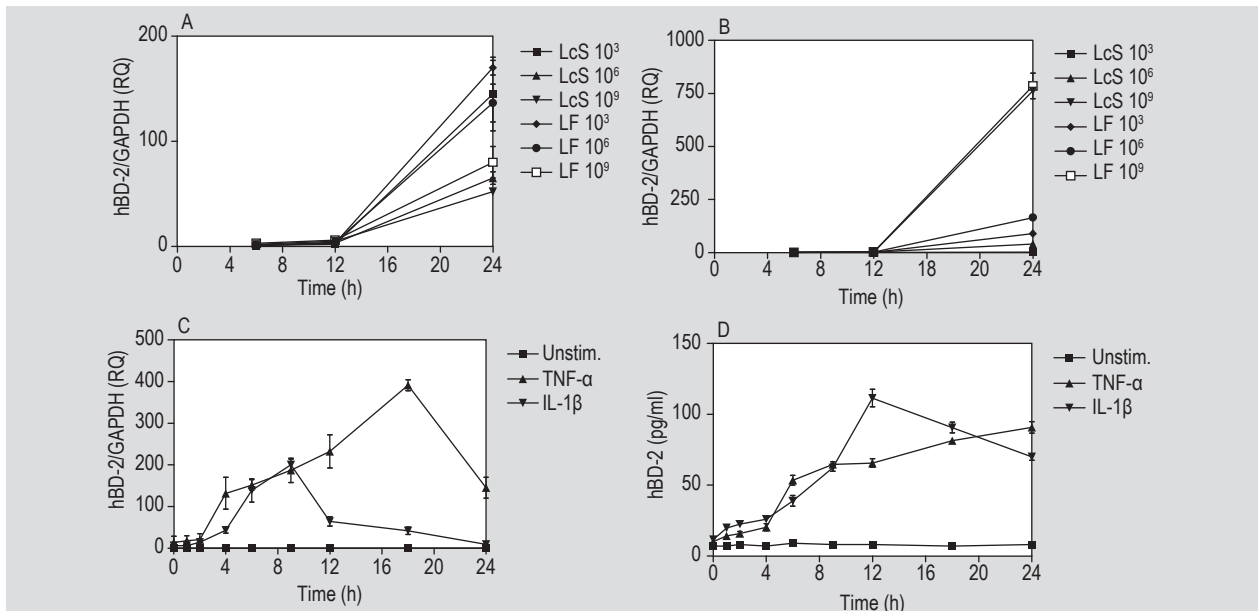 A
hBD-2/GAPDH (RQ)
200
100
0
0 4 8 12 16 20 24
Time (h)
LcS 10³
LcS 10⁶
LcS 10⁹
LF 10³
LF 10⁶
LF 10⁹
B
hBD-2/GAPDH (RQ)
1000
750
500
250
0
0 4 8 12 16 20 24
Time (h)
LcS 10³
LcS 10⁶
LcS 10⁹
LF 10³
LF 10⁶
LF 10⁹
C
hBD-2/GAPDH (RQ)
500
400
300
200
100
0
0 4 8 12 16 20 24
Time (h)
Unstim.
TNF-α
IL-1β
D
hBD-2 (pg/ml)
150
100
50
0
0 4 8 12 16 20 24
Time (h)
Unstim.
TNF-α
IL-1β